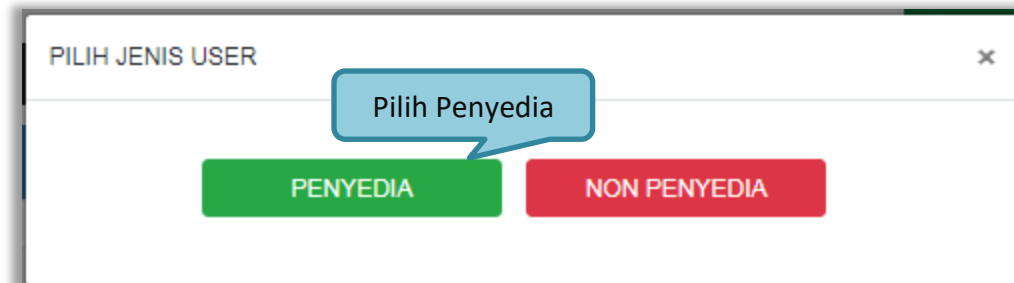 PILIH JENIS USER ×
Pilih Penyedia
PENYEDIA NON PENYEDIA